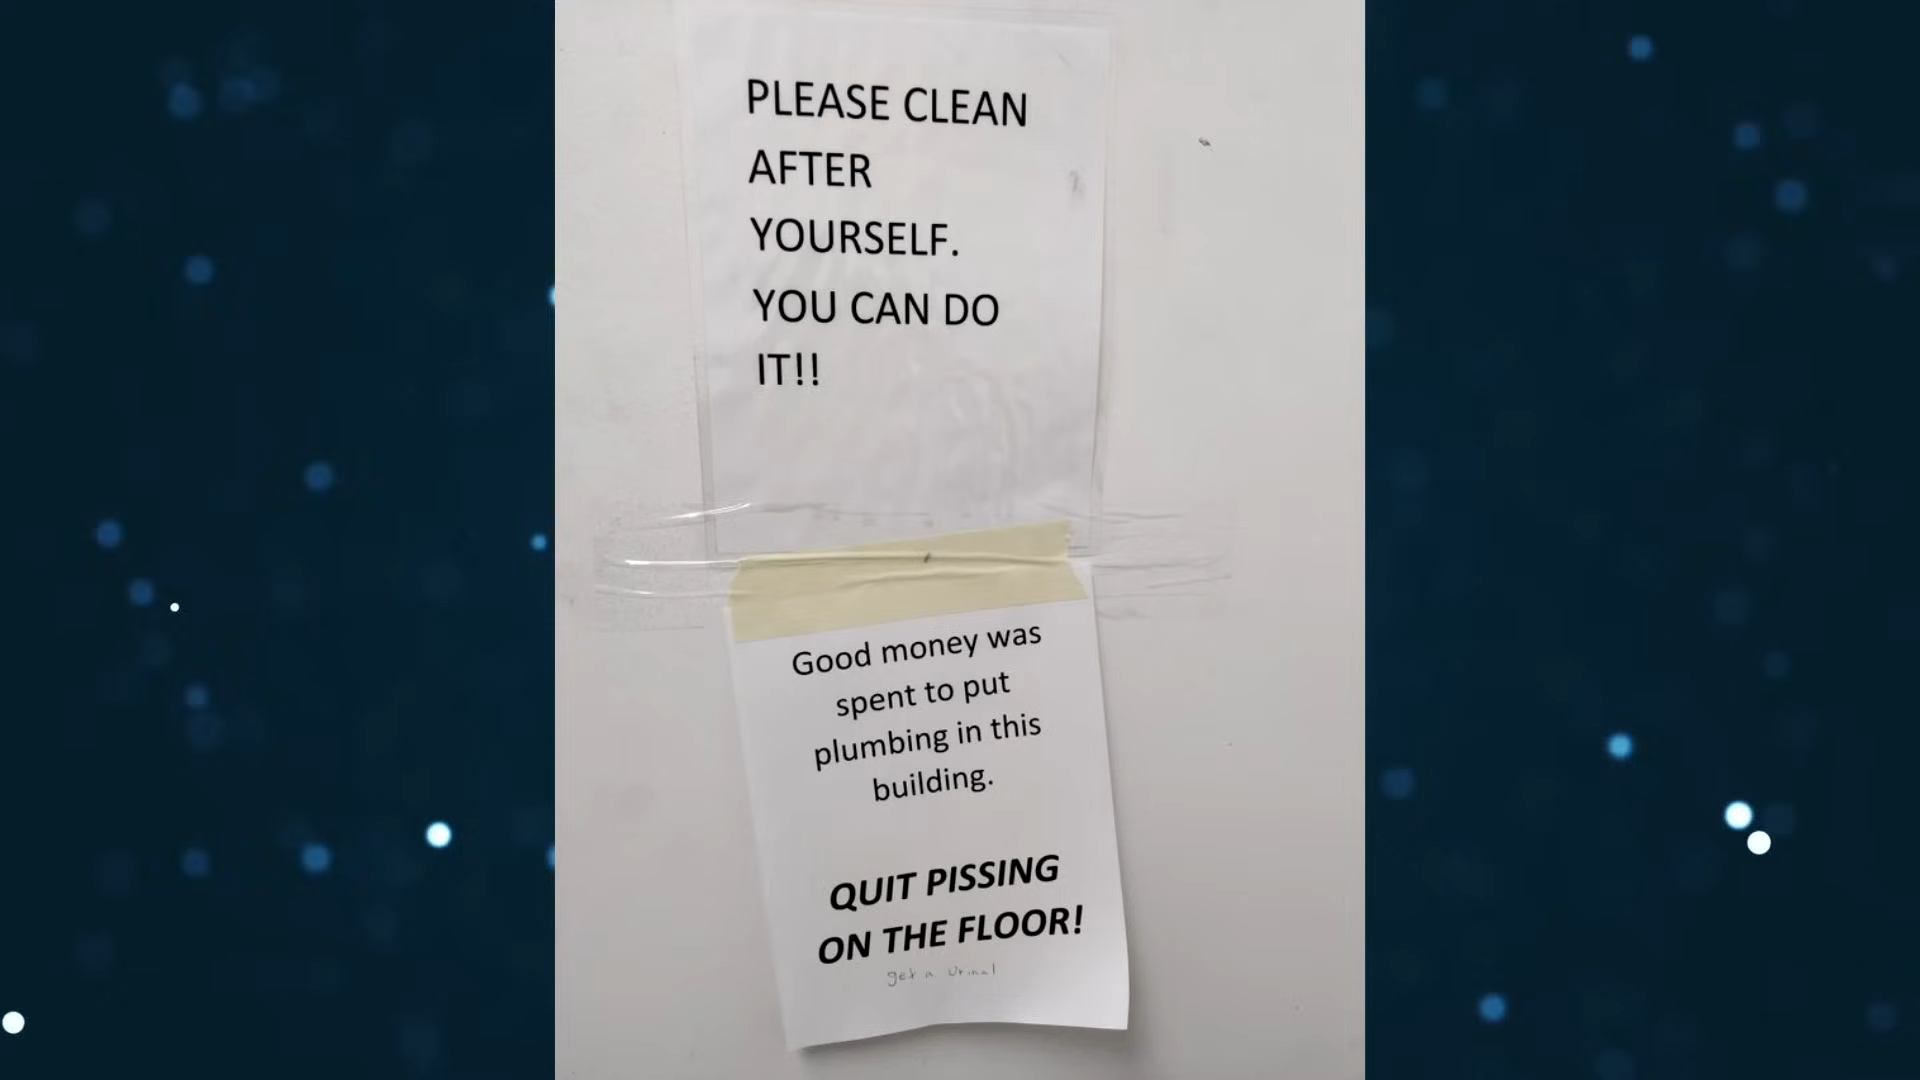 PLEASE CLEAN
AFTER
YOURSELF.
YOU CAN DO
IT!!
Good money was
spent to put
plumbing in this
building.
QUIT PISSING
ON THE FLOOR!
get a urinal